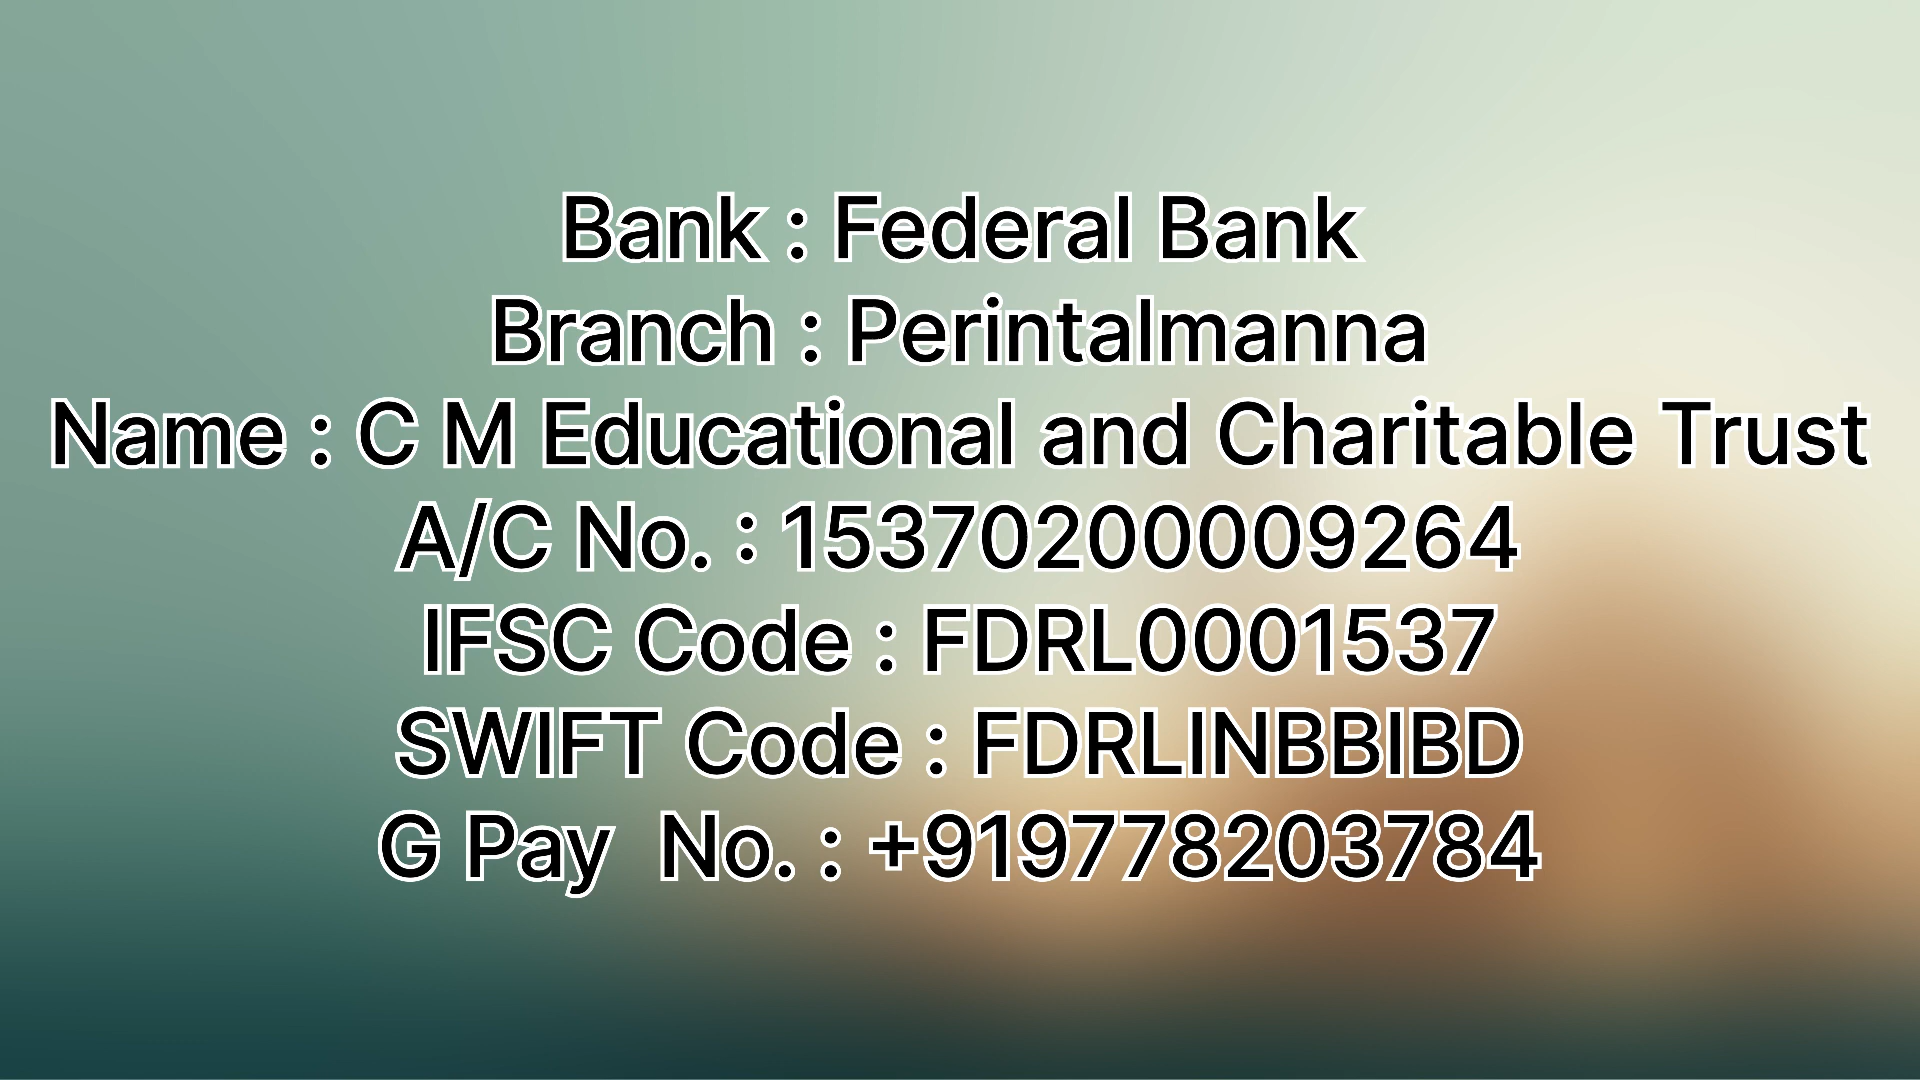 Bank : Federal Bank
Branch : Perintalmanna
Name : C M Educational and Charitable Trust
A/C No. : 15370200009264
IFSC Code : FDRL0001537
SWIFT Code : FDRLINBBIBD
G Pay  No. : +919778203784